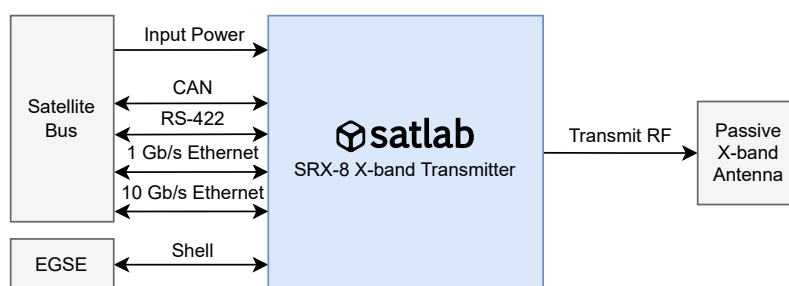 Input Power
CAN
RS-422
1 Gb/s Ethernet
10 Gb/s Ethernet
Satellite
Bus
Shell
EGSE
satlab
SRX-8 X-band Transmitter
Transmit RF
Passive
X-band
Antenna